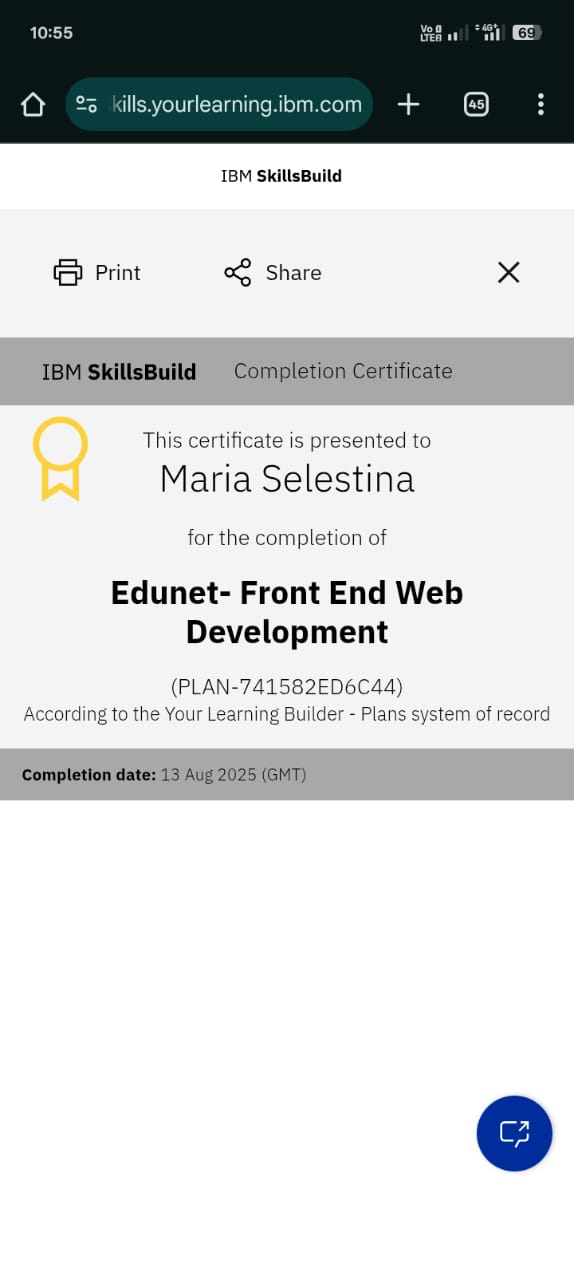 10:55
Vo LTE2 4G+ 69
kills.yourlearning.ibm.com
45
IBM SkillsBuild
Print Share
IBM SkillsBuild Completion Certificate
This certificate is presented to
Maria Selestina
for the completion of
Edunet- Front End Web
Development
(PLAN-741582ED6C44)
According to the Your Learning Builder - Plans system of record
Completion date: 13 Aug 2025 (GMT)